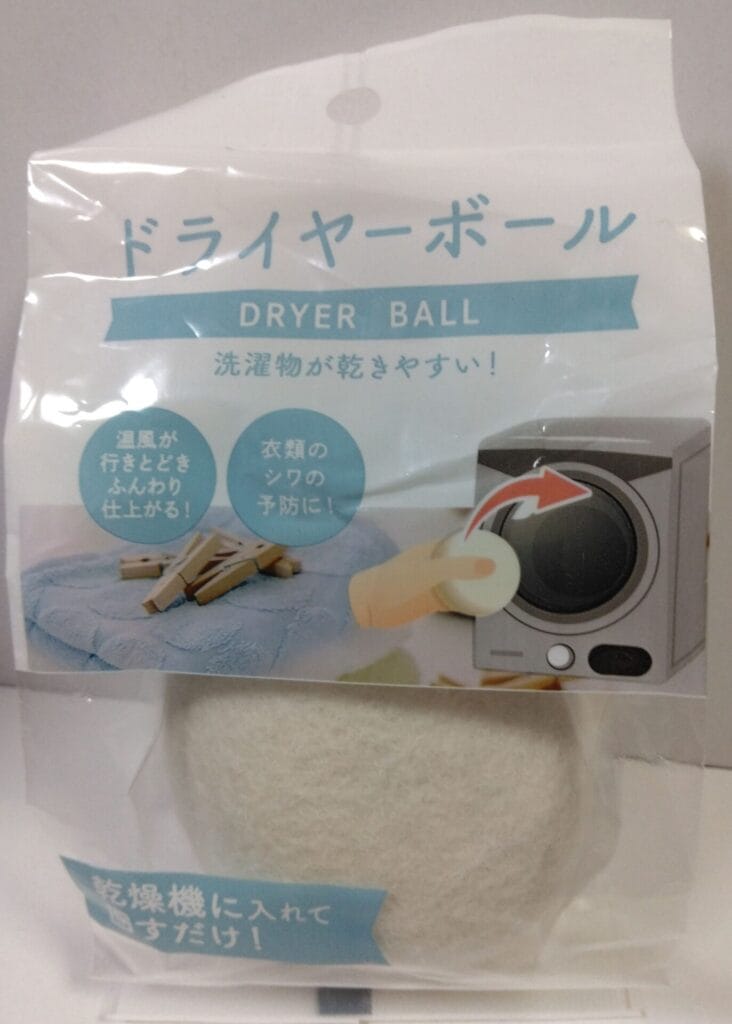 ドライヤーボール
DRYER BALL
洗濯物が乾きやすい！
温風が
行きとどき
ふんわり
仕上がる！
衣類の
シワの
予防に！
乾燥機に入れて
回すだけ！